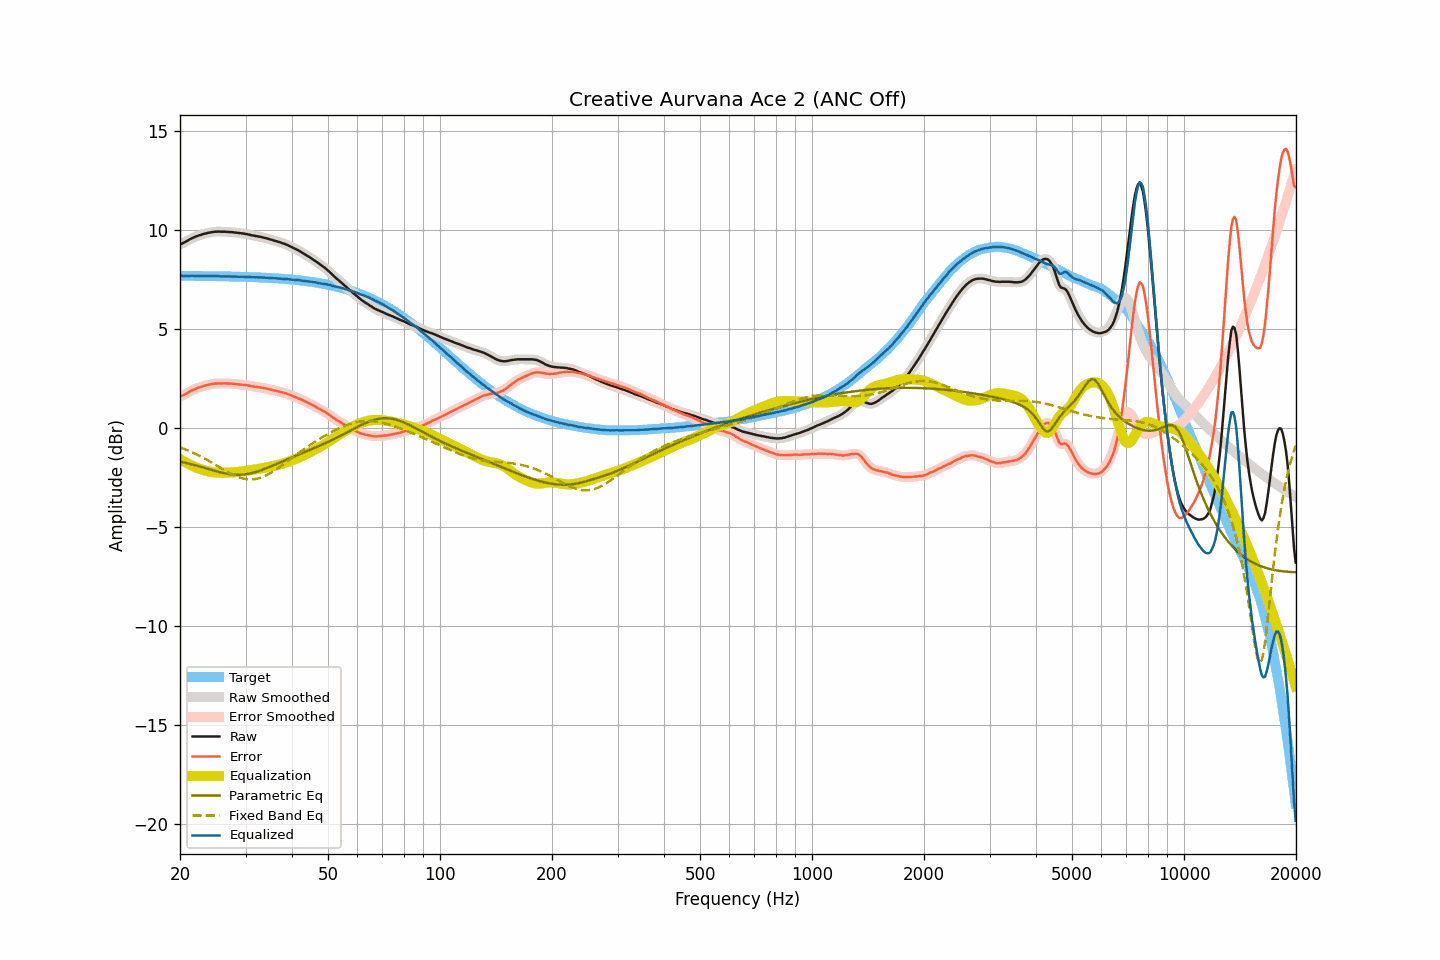 Creative Aurvana Ace 2 (ANC Off)
15
10
5
0
−5
−10
−15
−20
Amplitude (dBr)
Target
Raw Smoothed
Error Smoothed
Raw
Error
Equalization
Parametric Eq
Fixed Band Eq
Equalized
20 50 100 200 500 1000 2000 5000 10000 20000
Frequency (Hz)